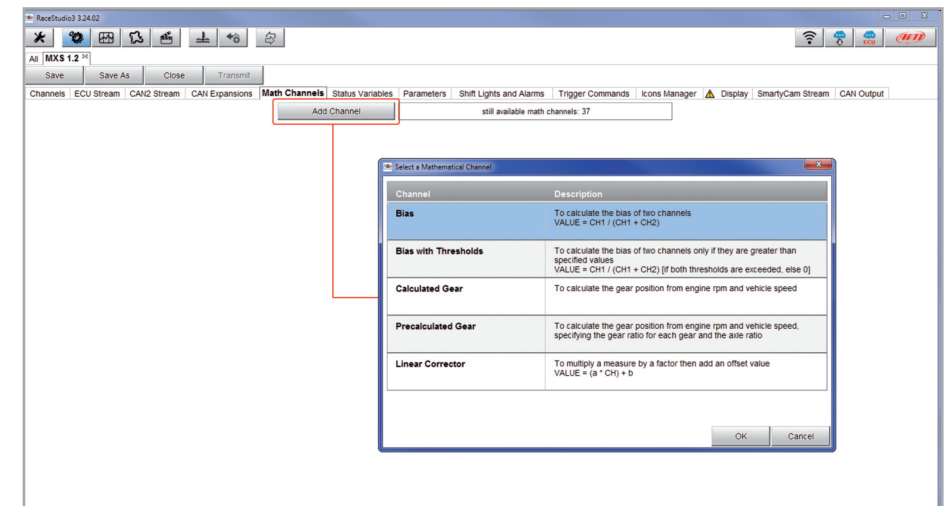 RaceStudio3 3.24.02
ECU
AIM
All MXS 1.2
Save Save As Close Transmit
Channels ECU Stream CAN2 Stream CAN Expansions Math Channels Status Variables Parameters Shift Lights and Alarms Trigger Commands Icons Manager Display SmartyCam Stream CAN Output
Add Channel still available math channels: 37
Select a Mathematical Channel
Channel Description
Bias To calculate the bias of two channels
VALUE = CH1 / (CH1 + CH2)
Bias with Thresholds To calculate the bias of two channels only if they are greater than
specified values
VALUE = CH1 / (CH1 + CH2) [if both thresholds are exceeded, else 0]
Calculated Gear To calculate the gear position from engine rpm and vehicle speed
Precalculated Gear To calculate the gear position from engine rpm and vehicle speed,
specifying the gear ratio for each gear and the axle ratio
Linear Corrector To multiply a measure by a factor then add an offset value
VALUE = (a * CH) + b
OK Cancel